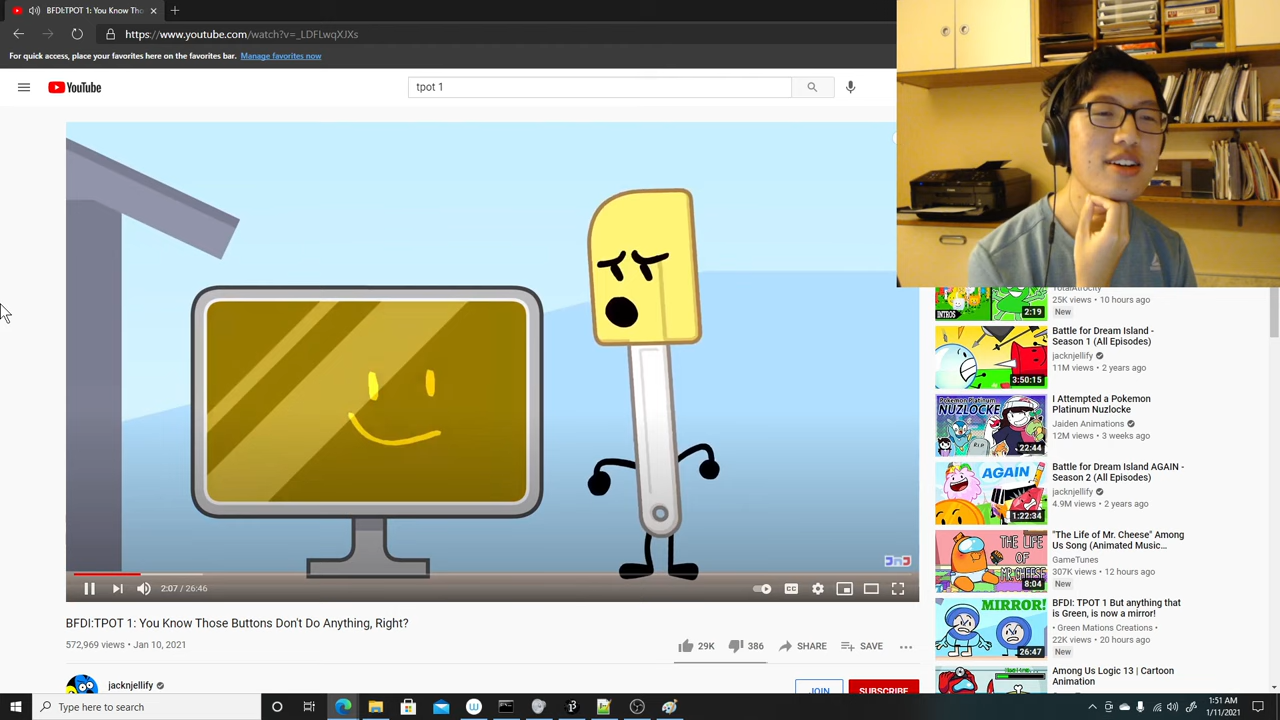 BFDI:TPOT 1: You Know Tho
https://www.youtube.com/watch?v=_LDFLwqXJXs
For quick access, place your favorites here on the favorites bar. Manage favorites now
YouTube
tpot 1
2:07 / 26:46
CC
BFDI:TPOT 1: You Know Those Buttons Don't Do Anything, Right?
572,969 views • Jan 10, 2021
29K
386
SHARE
SAVE
jacknjellify
JOIN
SUBSCRIBE
INTROS
2:19
TotalAtrocity
25K views • 10 hours ago
New
3:50:15
Battle for Dream Island -
Season 1 (All Episodes)
jacknjellify
11M views • 2 years ago
Pokemon Platinum
NUZLOCKE
22:44
I Attempted a Pokemon
Platinum Nuzlocke
Jaiden Animations
12M views • 3 weeks ago
AGAIN
1:22:34
Battle for Dream Island AGAIN -
Season 2 (All Episodes)
jacknjellify
4.9M views • 2 years ago
THE LIFE
OF
MR.CHEESE
8:04
"The Life of Mr. Cheese" Among
Us Song (Animated Music...
GameTunes
307K views • 12 hours ago
New
MIRROR!
26:47
BFDI: TPOT 1 But anything that
is Green, is now a mirror!
• Green Mations Creations •
22K views • 20 hours ago
New
Among Us Logic 13 | Cartoon
Animation
Type here to search
1:51 AM
1/11/2021